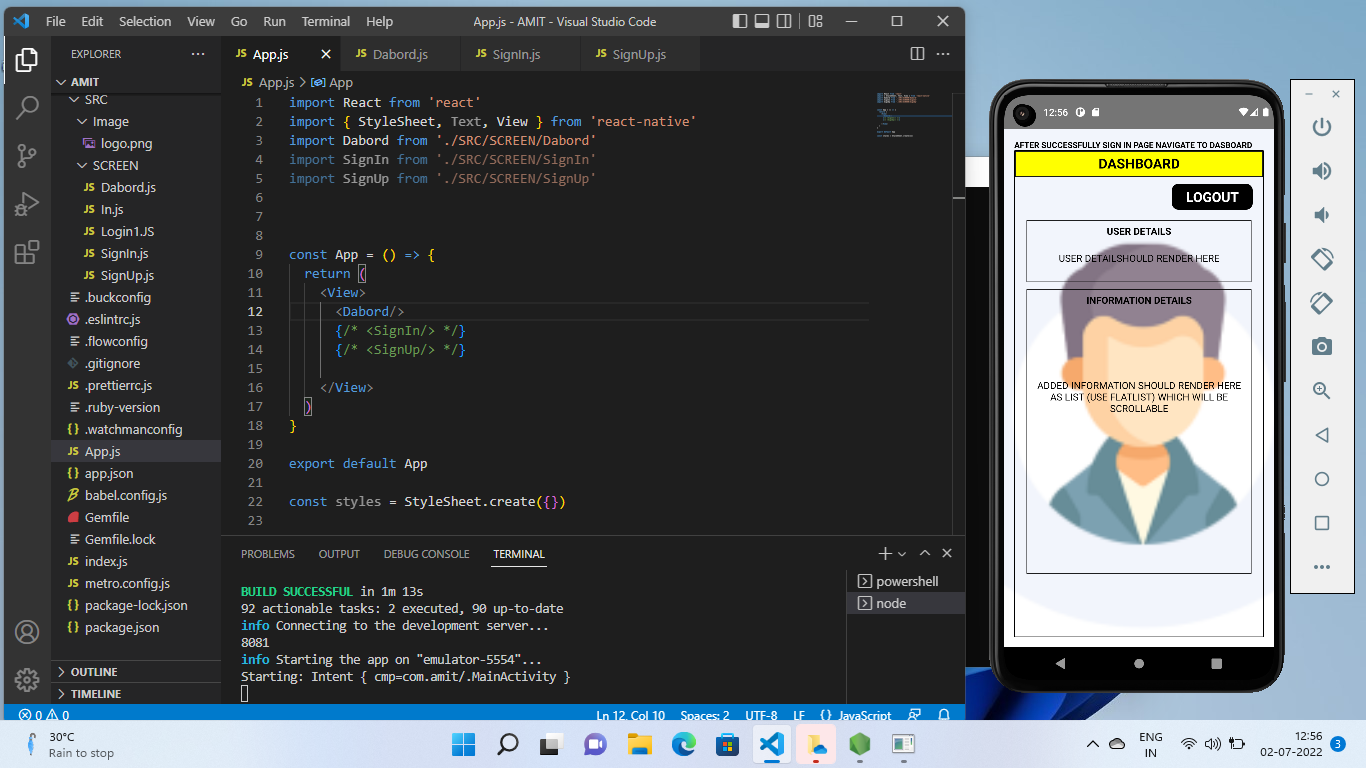 File Edit Selection View Go Run Terminal Help
App.js - AMIT - Visual Studio Code
EXPLORER
AMIT
SRC
Image
logo.png
SCREEN
Dabord.js
In.js
Login1.JS
SignIn.js
SignUp.js
.buckconfig
.eslintrc.js
.flowconfig
.gitignore
.prettierrc.js
.ruby-version
.watchmanconfig
App.js
app.json
babel.config.js
Gemfile
Gemfile.lock
index.js
metro.config.js
package-lock.json
package.json
OUTLINE
TIMELINE
JS App.js JS Dabord.js JS SignIn.js JS SignUp.js
JS App.js > App
1 import React from 'react'
2 import { StyleSheet, Text, View } from 'react-native'
3 import Dabord from './SRC/SCREEN/Dabord'
4 import SignIn from './SRC/SCREEN/SignIn'
5 import SignUp from './SRC/SCREEN/SignUp'
6
7
8
9 const App = () => {
10 return (
11 <View>
12 <Dabord/>
13 {/* <SignIn/> */}
14 {/* <SignUp/> */}
15
16 </View>
17 )
18 }
19
20 export default App
21
22 const styles = StyleSheet.create({})
23
PROBLEMS OUTPUT DEBUG CONSOLE TERMINAL
BUILD SUCCESSFUL in 1m 13s
92 actionable tasks: 2 executed, 90 up-to-date
info Connecting to the development server...
8081
info Starting the app on "emulator-5554"...
Starting: Intent { cmp=com.amit/.MainActivity }
powershell
node
0 0
Ln 12, Col 10 Spaces: 2 UTF-8 LF {} JavaScript
12:56
AFTER SUCCESSFULLY SIGN IN PAGE NAVIGATE TO DASBOARD
DASHBOARD
LOGOUT
USER DETAILS
USER DETAILSHOULD RENDER HERE
INFORMATION DETAILS
ADDED INFORMATION SHOULD RENDER HERE
AS LIST (USE FLATLIST) WHICH WILL BE
SCROLLABLE
30°C
Rain to stop
ENG
IN
12:56
02-07-2022
3